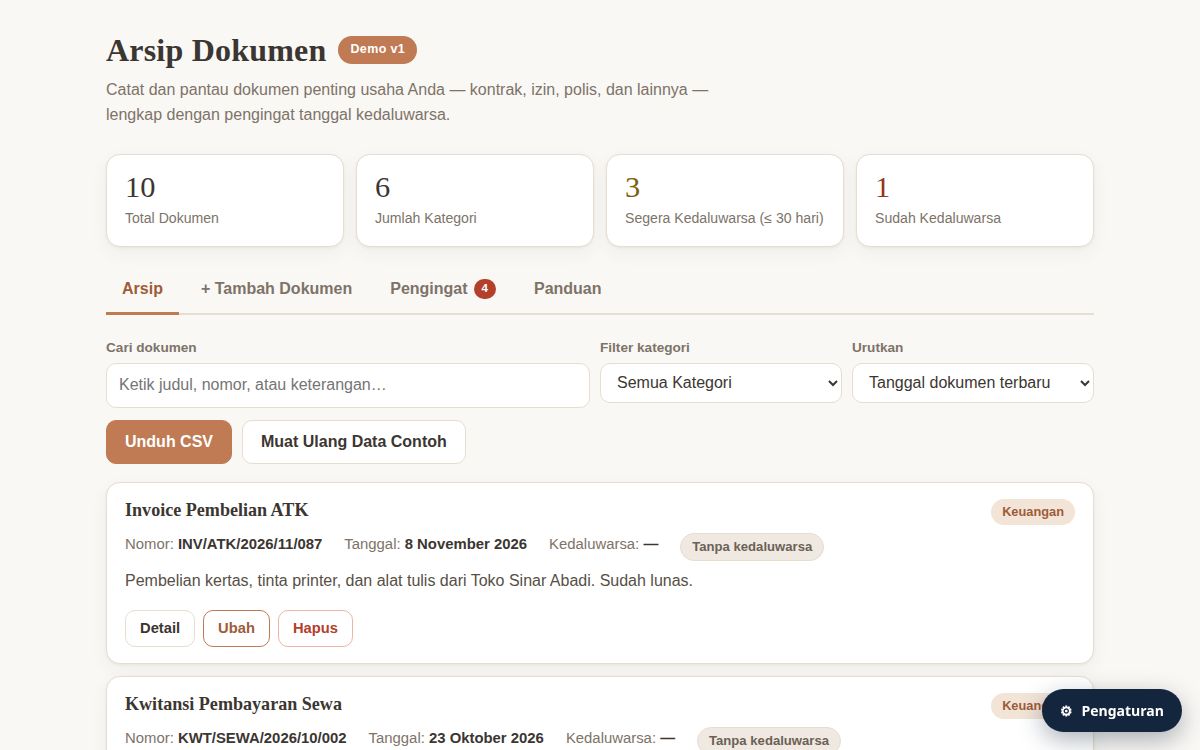 Arsip Dokumen Demo v1
Catat dan pantau dokumen penting usaha Anda — kontrak, izin, polis, dan lainnya —
lengkap dengan pengingat tanggal kedaluwarsa.
10
Total Dokumen
6
Jumlah Kategori
3
Segera Kedaluwarsa (≤ 30 hari)
1
Sudah Kedaluwarsa
Arsip + Tambah Dokumen Pengingat 4 Panduan
Cari dokumen
Ketik judul, nomor, atau keterangan…
Filter kategori
Semua Kategori
Urutkan
Tanggal dokumen terbaru
Unduh CSV Muat Ulang Data Contoh
Invoice Pembelian ATK Keuangan
Nomor: INV/ATK/2026/11/087 Tanggal: 8 November 2026 Kedaluwarsa: — Tanpa kedaluwarsa
Pembelian kertas, tinta printer, dan alat tulis dari Toko Sinar Abadi. Sudah lunas.
Detail Ubah Hapus
Kwitansi Pembayaran Sewa
Nomor: KWT/SEWA/2026/10/002 Tanggal: 23 Oktober 2026 Kedaluwarsa: — Tanpa kedaluwarsa
⚙ Pengaturan